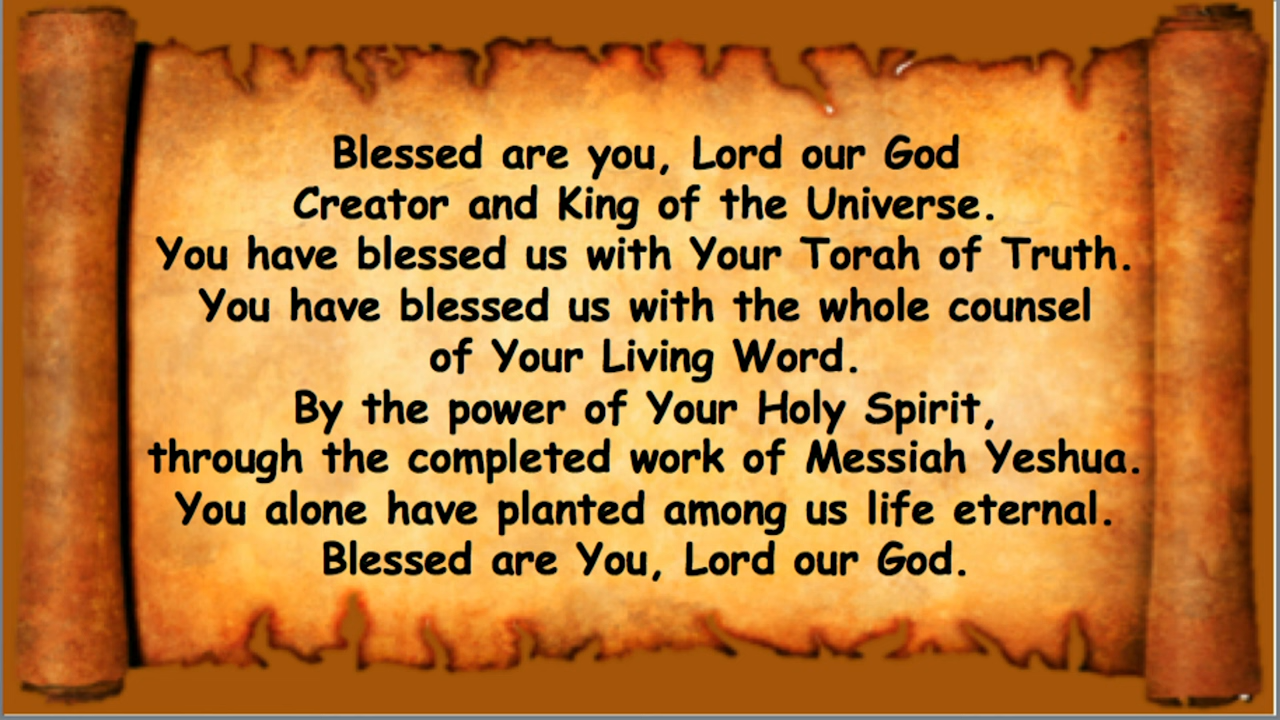 Blessed are you, Lord our God
Creator and King of the Universe.
You have blessed us with Your Torah of Truth.
You have blessed us with the whole counsel
of Your Living Word.
By the power of Your Holy Spirit,
through the completed work of Messiah Yeshua.
You alone have planted among us life eternal.
Blessed are You, Lord our God.